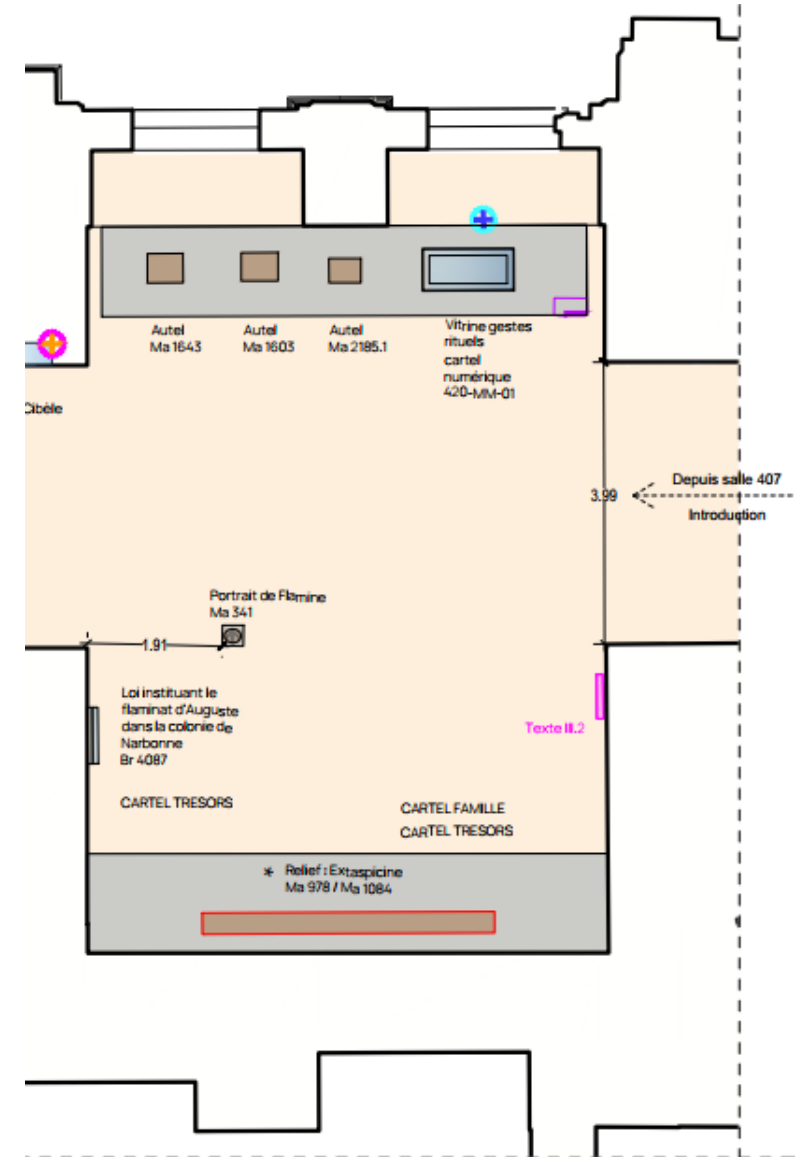 Autel
Ma 1643
Autel
Ma 1603
Autel
Ma 2185.1
Vitrine gestes
rituels
cartel
numérique
420-MM-01
Cibèle
Depuis salle 407
3.99
Introduction
Portrait de Flamine
Ma 341
1.91
Loi instituant le
flaminat d'Auguste
dans la colonie de
Narbonne
Br 4087
Texte III.2
CARTEL TRESORS
CARTEL FAMILLE
CARTEL TRESORS
* Relief : Extaspicine
Ma 978 / Ma 1084